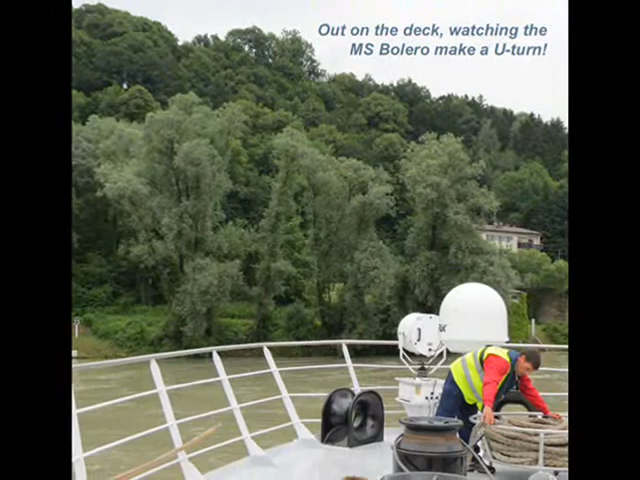 Out on the deck, watching the
MS Bolero make a U-turn!